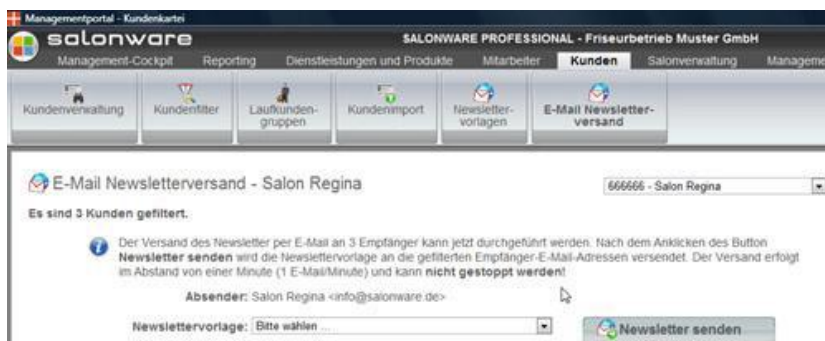 Managementportal - Kundenkartei
salonware
SALONWARE PROFESSIONAL - Friseurbetrieb Muster GmbH
Management-Cockpit Reporting Dienstleistungen und Produkte Mitarbeiter Kunden Salonverwaltung Manageme
Kundenverwaltung Kundenfilter Laufkunden- Kundenimport Newsletter- E-Mail Newsletter-
gruppen vorlagen versand
E-Mail Newsletterversand - Salon Regina
666666 - Salon Regina
Es sind 3 Kunden gefiltert.
Der Versand des Newsletter per E-Mail an 3 Empfänger kann jetzt durchgeführt werden. Nach dem Anklicken des Button
Newsletter senden wird die Newslettervorlage an die gefilterten Empfänger-E-Mail-Adressen versendet. Der Versand erfolgt
im Abstand von einer Minute (1 E-Mail/Minute) und kann nicht gestoppt werden!
Absender: Salon Regina <info@salonware.de>
Newslettervorlage: Bitte wählen ...
Newsletter senden